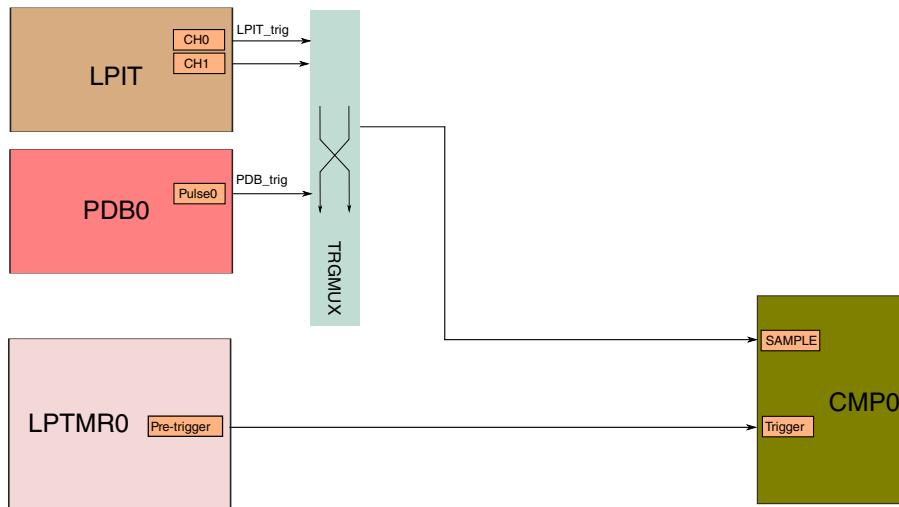 LPIT
CH0
CH1
LPIT_trig
PDB0
Pulse0
PDB_trig
TRGMUX
LPTMR0
Pre-trigger
SAMPLE
CMP0
Trigger